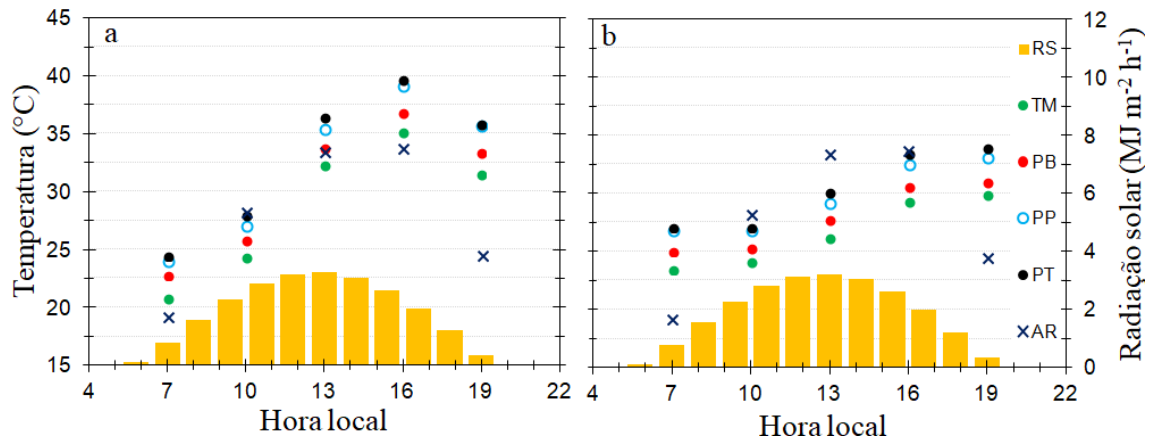 a
Temperatura (°C)
45
40
35
30
25
20
15
4 7 10 13 16 19 22
Hora local
b
4 7 10 13 16 19 22
Hora local
RS
TM
PB
PP
PT
AR
12
10
8
6
4
2
0
Radiação solar (MJ m⁻² h⁻¹)